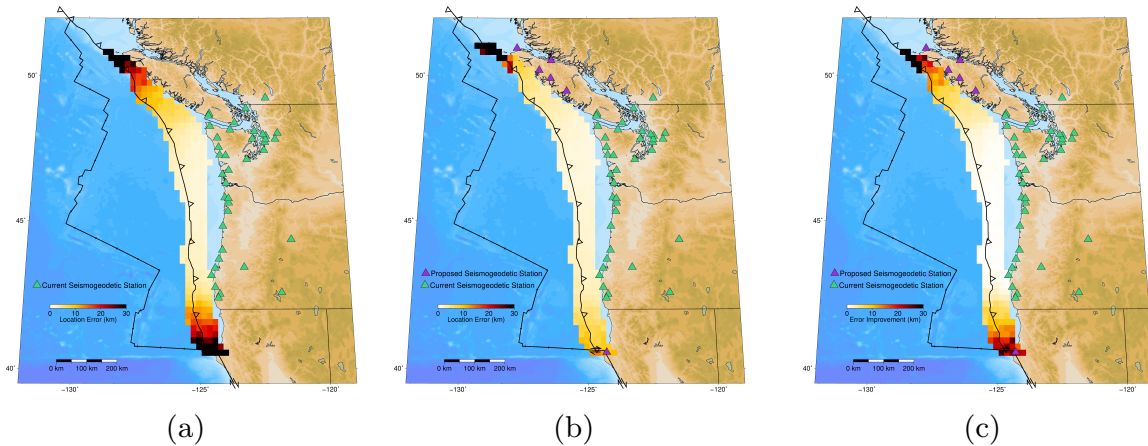 50˚
45˚
40˚
Current Seismogeodetic Station
0 10 20 30
Location Error (km)
0 km 100 km 200 km
−130˚ −125˚ −120˚
(a)
50˚
45˚
40˚
Proposed Seismogeodetic Station
Current Seismogeodetic Station
0 10 20 30
Location Error (km)
0 km 100 km 200 km
−130˚ −125˚ −120˚
(b)
50˚
45˚
40˚
Proposed Seismogeodetic Station
Current Seismogeodetic Station
0 10 20 30
Error Improvement (km)
0 km 100 km 200 km
−130˚ −125˚ −120˚
(c)